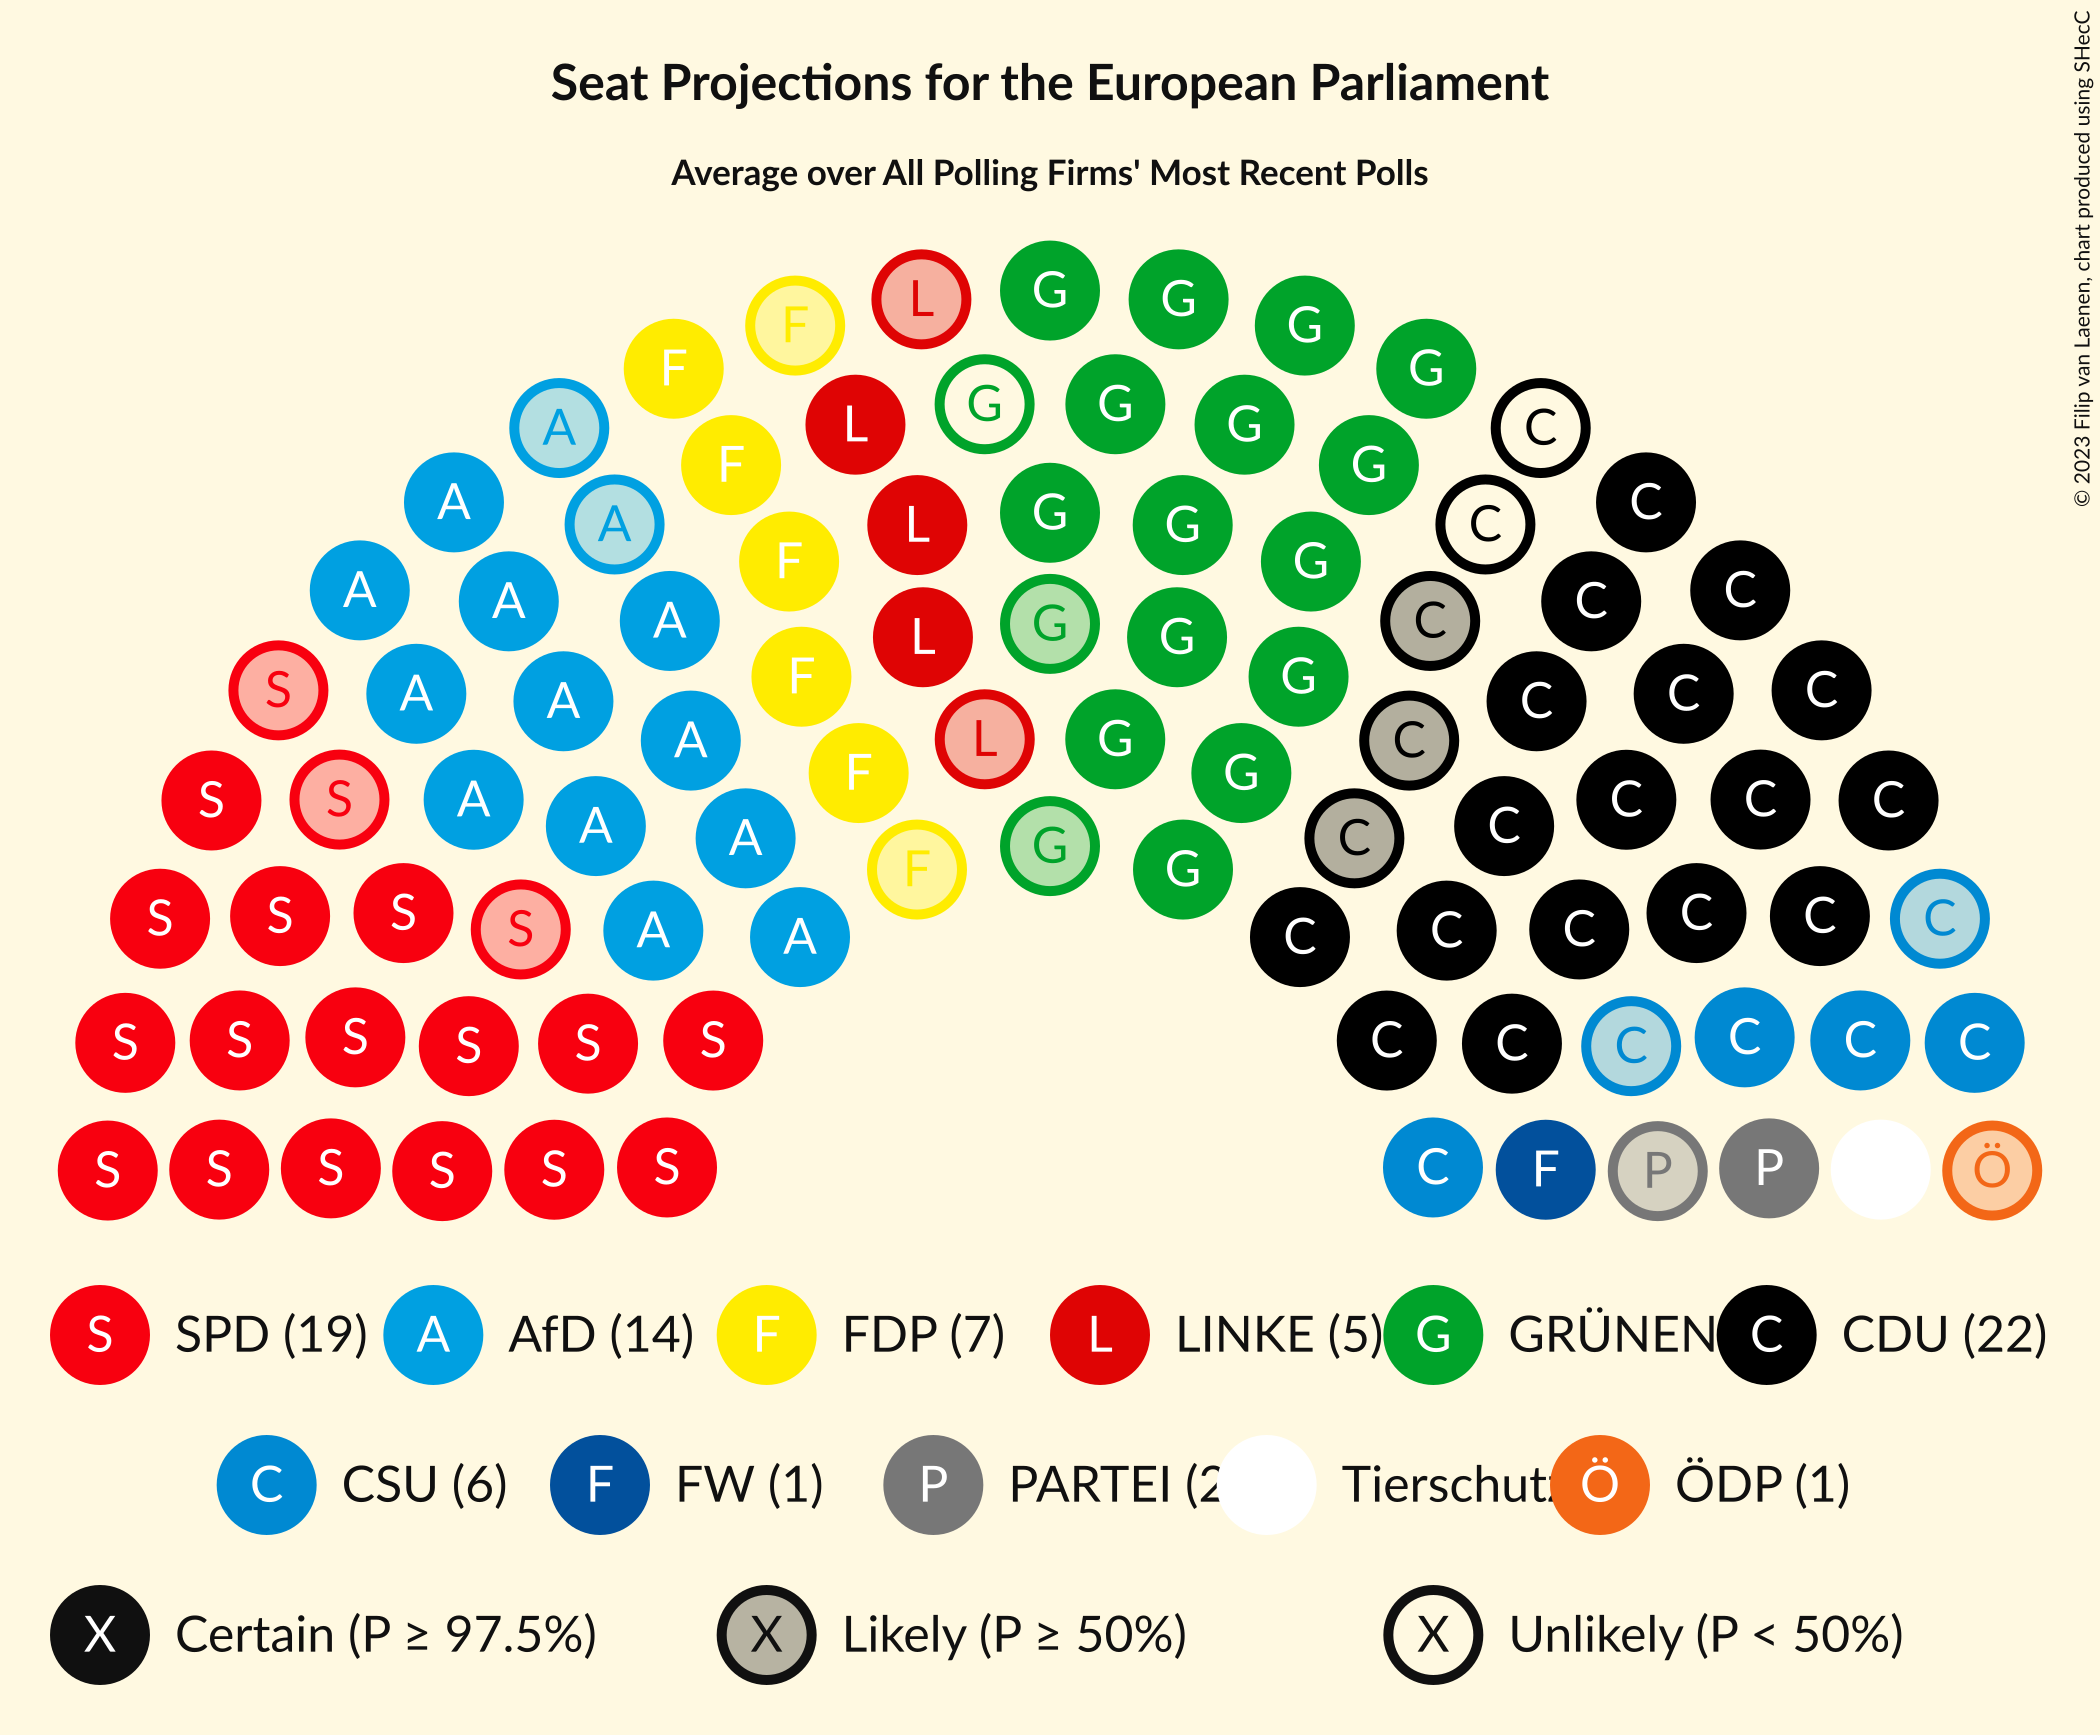 Seat Projections for the European Parliament
Average over All Polling Firms' Most Recent Polls
© 2023 Filip van Laenen, chart produced using SHecC
L G G G G
F F G G G G C
A F L G G C C
A F L G G G C C
A A F L G G G C C C
A A F L G G G C C C
S A A A F L G G C C C C
S S A A A F G G C C C C C
S S S S A A F G C C C C C C
S S S S S S C C C C C C
S S S S S S C F P P Ö
S SPD (19) A AfD (14) F FDP (7) L LINKE (5) G GRÜNEN C CDU (22)
C CSU (6) F FW (1) P PARTEI (2 Tierschutz Ö ÖDP (1)
X Certain (P ≥ 97.5%) X Likely (P ≥ 50%) X Unlikely (P < 50%)